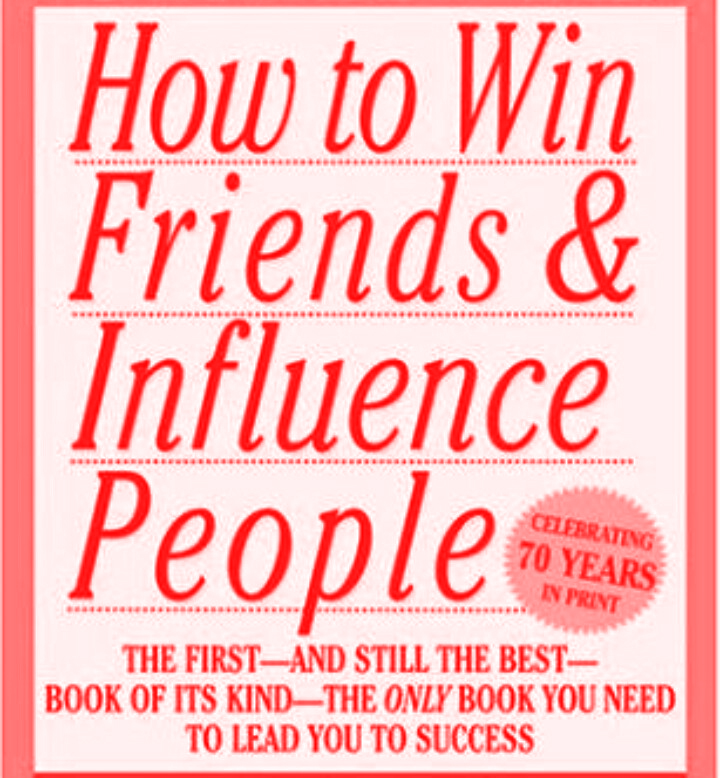 How to Win
Friends &
Influence
People
CELEBRATING
70 YEARS
IN PRINT
THE FIRST—AND STILL THE BEST—
BOOK OF ITS KIND—THE ONLY BOOK YOU NEED
TO LEAD YOU TO SUCCESS